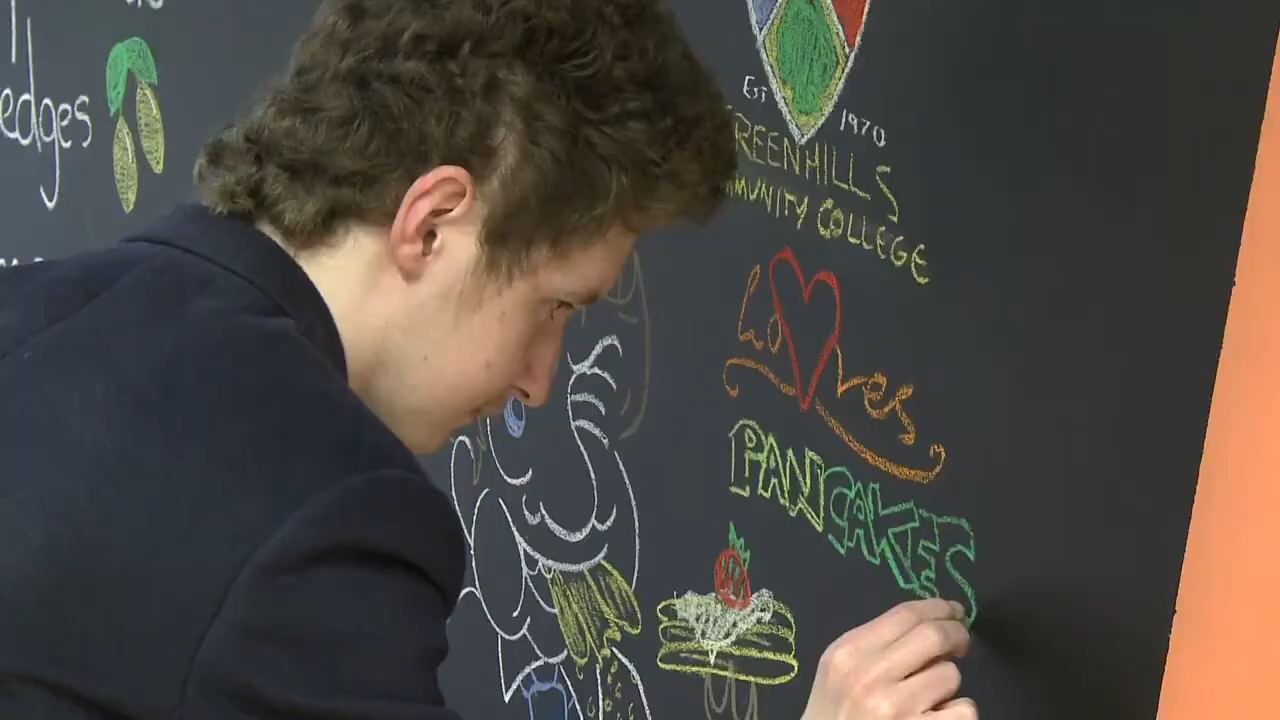 edges
EST 1970
REENHILLS
MUNITY COLLEGE
Loves
PANCAKES